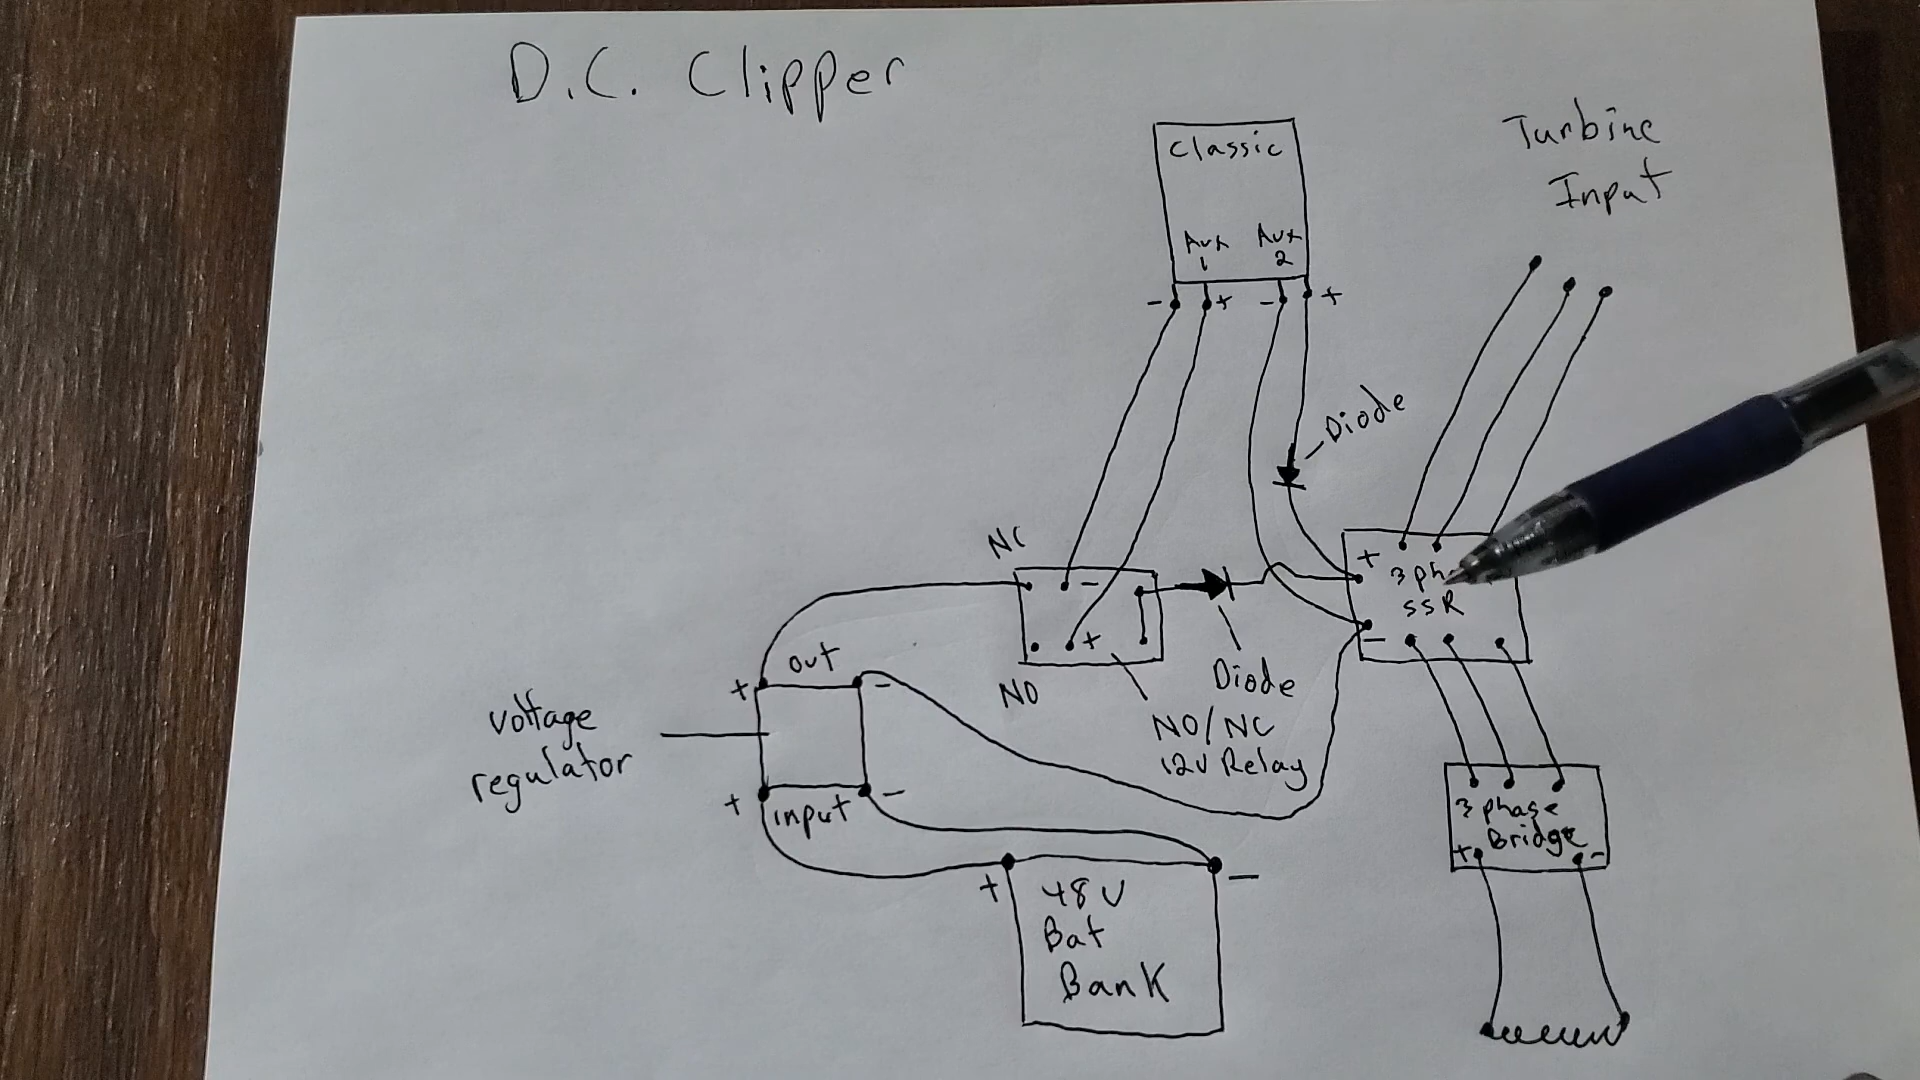 D.C. Clipper
Turbine
Input
Classic
Aux
1
Aux
2
- +
- +
Diode
NC
-
+
NO
Diode
NO/NC
12V Relay
+
3 ph
SSR
-
voltage
regulator
out
+ -
+ -
input
+ -
48V
Bat
Bank
3 phase
Bridge
+ -